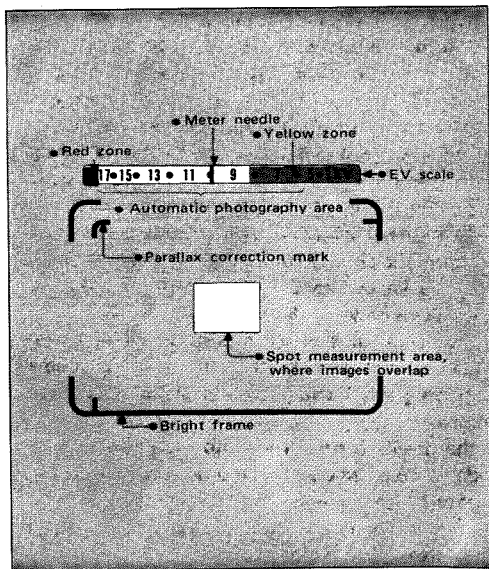 • Meter needle
• Yellow zone
• Red zone
17•15• 13 • 11 • 9
• EV scale
• Automatic photography area
• Parallax correction mark
• Spot measurement area,
where images overlap
• Bright frame